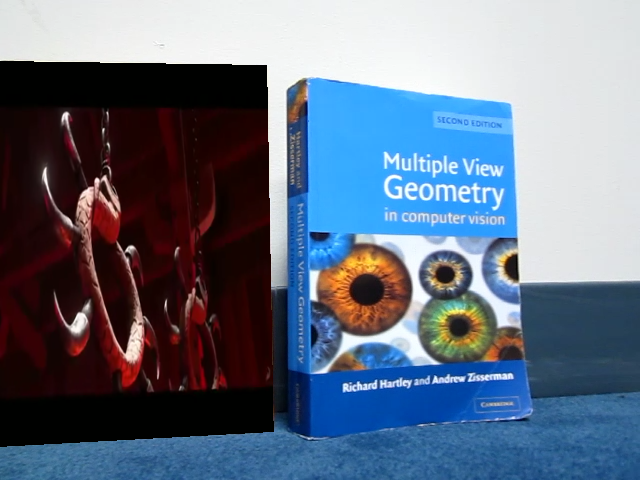 SECOND EDITION
Multiple View
Geometry
in computer vision
Richard Hartley and Andrew Zisserman
CAMBRIDGE
Hartley and
Zisserman
Multiple View Geometry